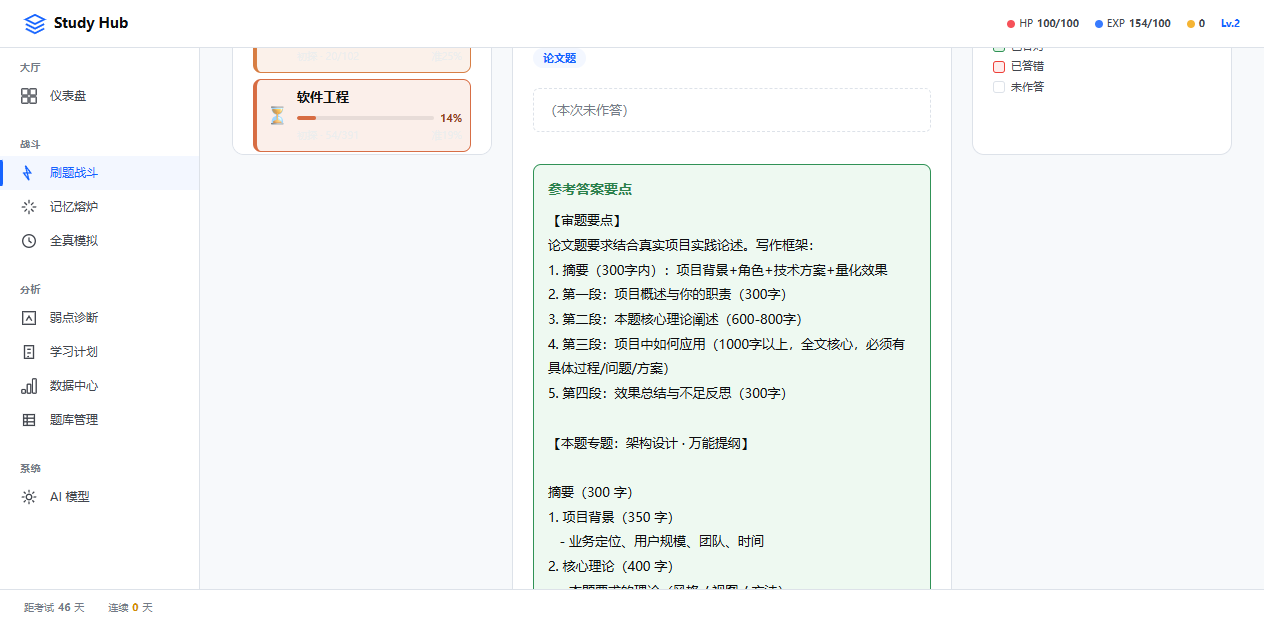 Study Hub
HP 100/100
EXP 154/100
0
Lv.2
大厅
仪表盘
战斗
刷题战斗
记忆熔炉
全真模拟
分析
弱点诊断
学习计划
数据中心
题库管理
系统
AI 模型
软件工程
14%
论文题
（本次未作答）
参考答案要点
【审题要点】
论文题要求结合真实项目实践论述。写作框架：
1. 摘要（300字内）：项目背景+角色+技术方案+量化效果
2. 第一段：项目概述与你的职责（300字）
3. 第二段：本题核心理论阐述（600-800字）
4. 第三段：项目中如何应用（1000字以上，全文核心，必须有
具体过程/问题/方案）
5. 第四段：效果总结与不足反思（300字）
【本题专题：架构设计 · 万能提纲】
摘要（300 字）
1. 项目背景（350 字）
- 业务定位、用户规模、团队、时间
2. 核心理论（400 字）
已答错
未作答
距考试 46 天
连续 0 天